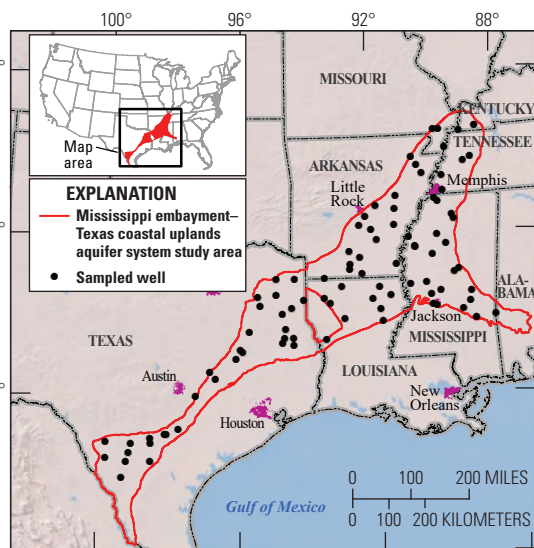 100°
96°
92°
88°
MISSOURI
KENTUCKY
TENNESSEE
Map
area
ARKANSAS
Memphis
Little
Rock
EXPLANATION
Mississippi embayment–
Texas coastal uplands
aquifer system study area
Sampled well
ALA-
BAMA
Jackson
MISSISSIPPI
TEXAS
LOUISIANA
Austin
New
Orleans
Houston
0 100 200 MILES
0 100 200 KILOMETERS
Gulf of Mexico